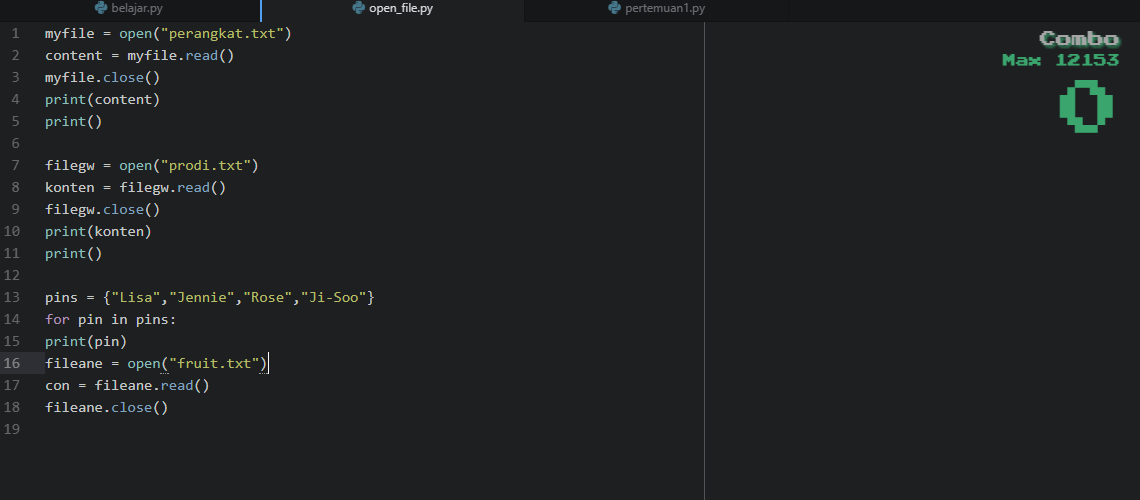 belajar.py
open_file.py
pertemuan1.py
Combo
Max 12153
0
1 myfile = open("perangkat.txt")
2 content = myfile.read()
3 myfile.close()
4 print(content)
5 print()
6
7 filegw = open("prodi.txt")
8 konten = filegw.read()
9 filegw.close()
10 print(konten)
11 print()
12
13 pins = {"Lisa","Jennie","Rose","Ji-Soo"}
14 for pin in pins:
15 print(pin)
16 fileane = open("fruit.txt")
17 con = fileane.read()
18 fileane.close()
19